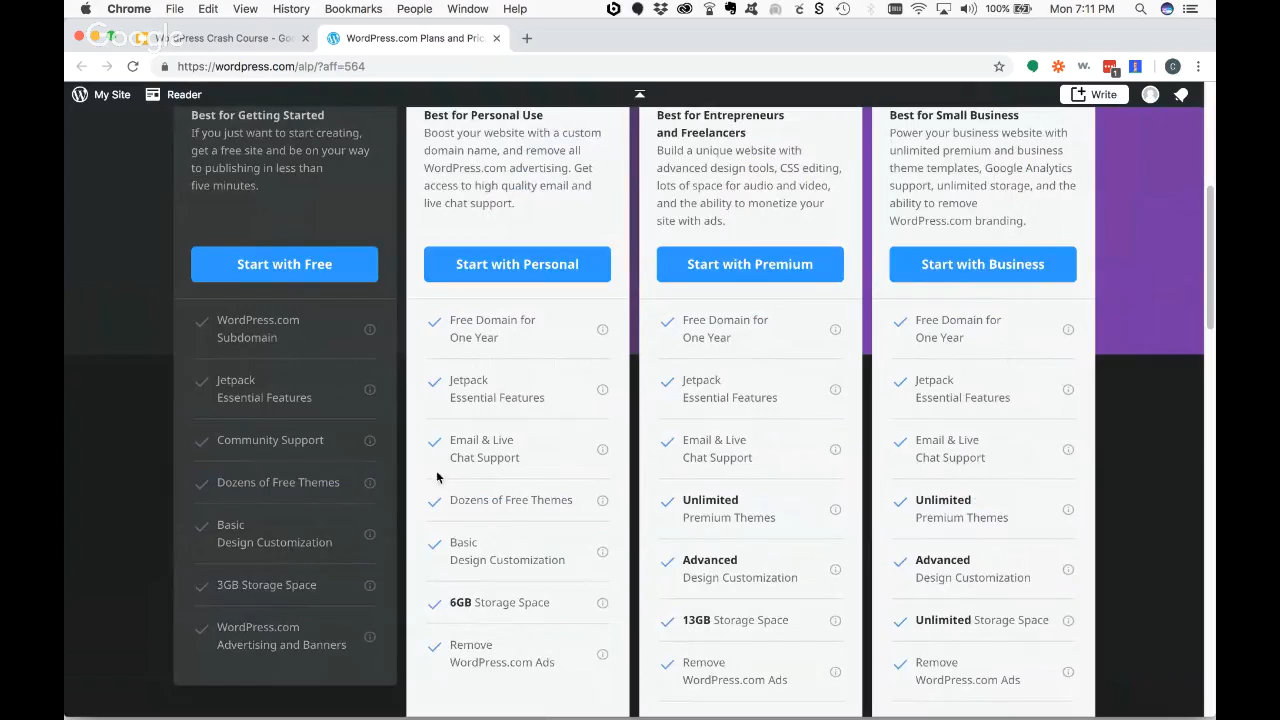 Chrome File Edit View History Bookmarks People Window Help 100% Mon 7:11 PM
Google
WordPress Crash Course - Go
WordPress.com Plans and Pric
https://wordpress.com/alp/?aff=564
My Site Reader Write
Best for Getting Started
If you just want to start creating,
get a free site and be on your way
to publishing in less than
five minutes.
Start with Free
WordPress.com
Subdomain
Jetpack
Essential Features
Community Support
Dozens of Free Themes
Basic
Design Customization
3GB Storage Space
WordPress.com
Advertising and Banners
Best for Personal Use
Boost your website with a custom
domain name, and remove all
WordPress.com advertising. Get
access to high quality email and
live chat support.
Start with Personal
Free Domain for
One Year
Jetpack
Essential Features
Email & Live
Chat Support
Dozens of Free Themes
Basic
Design Customization
6GB Storage Space
Remove
WordPress.com Ads
Best for Entrepreneurs
and Freelancers
Build a unique website with
advanced design tools, CSS editing,
lots of space for audio and video,
and the ability to monetize your
site with ads.
Start with Premium
Free Domain for
One Year
Jetpack
Essential Features
Email & Live
Chat Support
Unlimited
Premium Themes
Advanced
Design Customization
13GB Storage Space
Remove
WordPress.com Ads
Best for Small Business
Power your business website with
unlimited premium and business
theme templates, Google Analytics
support, unlimited storage, and the
ability to remove
WordPress.com branding.
Start with Business
Free Domain for
One Year
Jetpack
Essential Features
Email & Live
Chat Support
Unlimited
Premium Themes
Advanced
Design Customization
Unlimited Storage Space
Remove
WordPress.com Ads